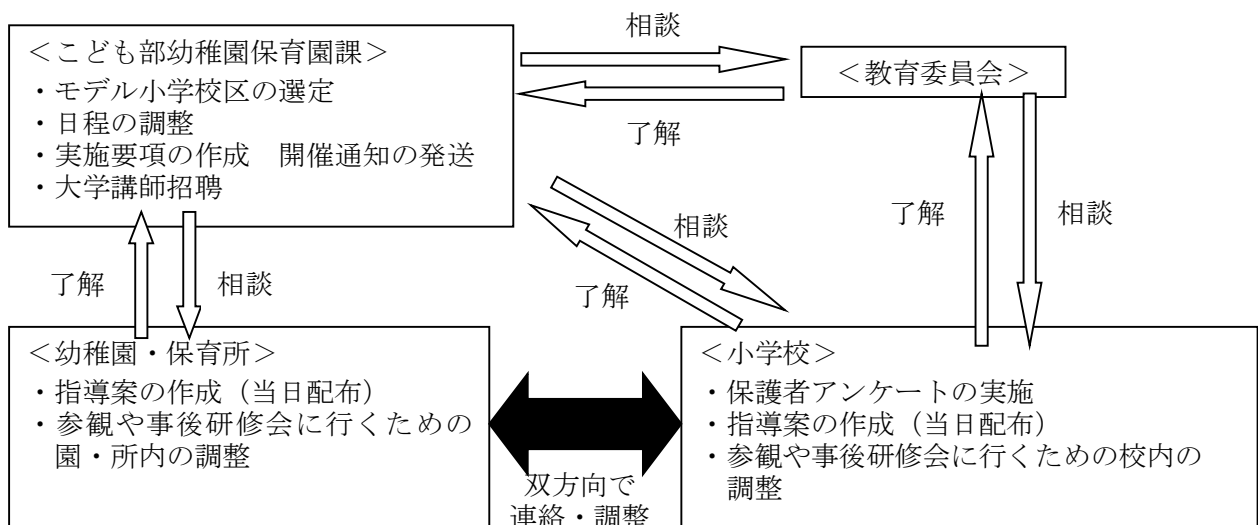 相談
＜こども部幼稚園保育園課＞
・モデル小学校区の選定
・日程の調整
・実施要項の作成　開催通知の発送
・大学講師招聘
＜教育委員会＞
了解
相談
了解
了解
相談
了解
相談
＜幼稚園・保育所＞
・指導案の作成（当日配布）
・参観や事後研修会に行くための
園・所内の調整
＜小学校＞
・保護者アンケートの実施
・指導案の作成（当日配布）
・参観や事後研修会に行くための校内の
調整
双方向で
連絡・調整